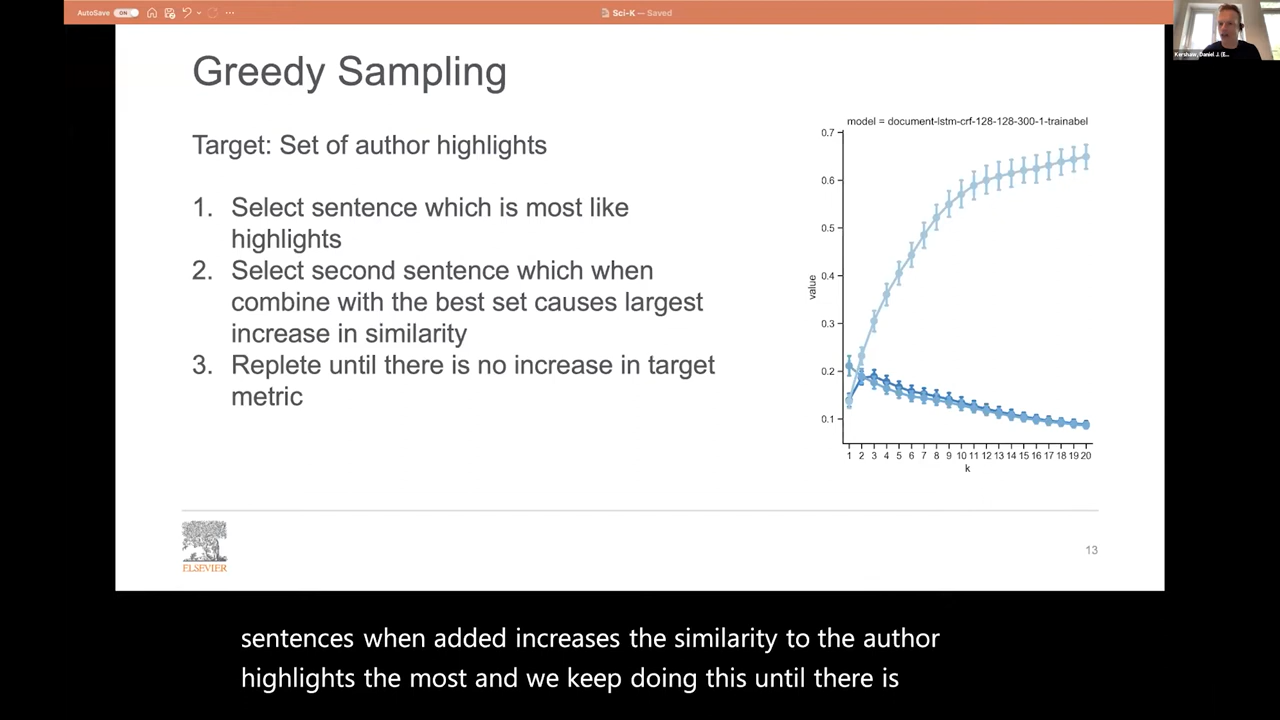 AutoSave ON
Sci-K — Saved
Kershaw, Daniel J. (E...
Greedy Sampling
Target: Set of author highlights
1. Select sentence which is most like
highlights
2. Select second sentence which when
combine with the best set causes largest
increase in similarity
3. Replete until there is no increase in target
metric
model = document-lstm-crf-128-128-300-1-trainabel
0.7
0.6
0.5
0.4
0.3
0.2
0.1
value
1 2 3 4 5 6 7 8 9 10 11 12 13 14 15 16 17 18 19 20
k
ELSEVIER
13
sentences when added increases the similarity to the author
highlights the most and we keep doing this until there is